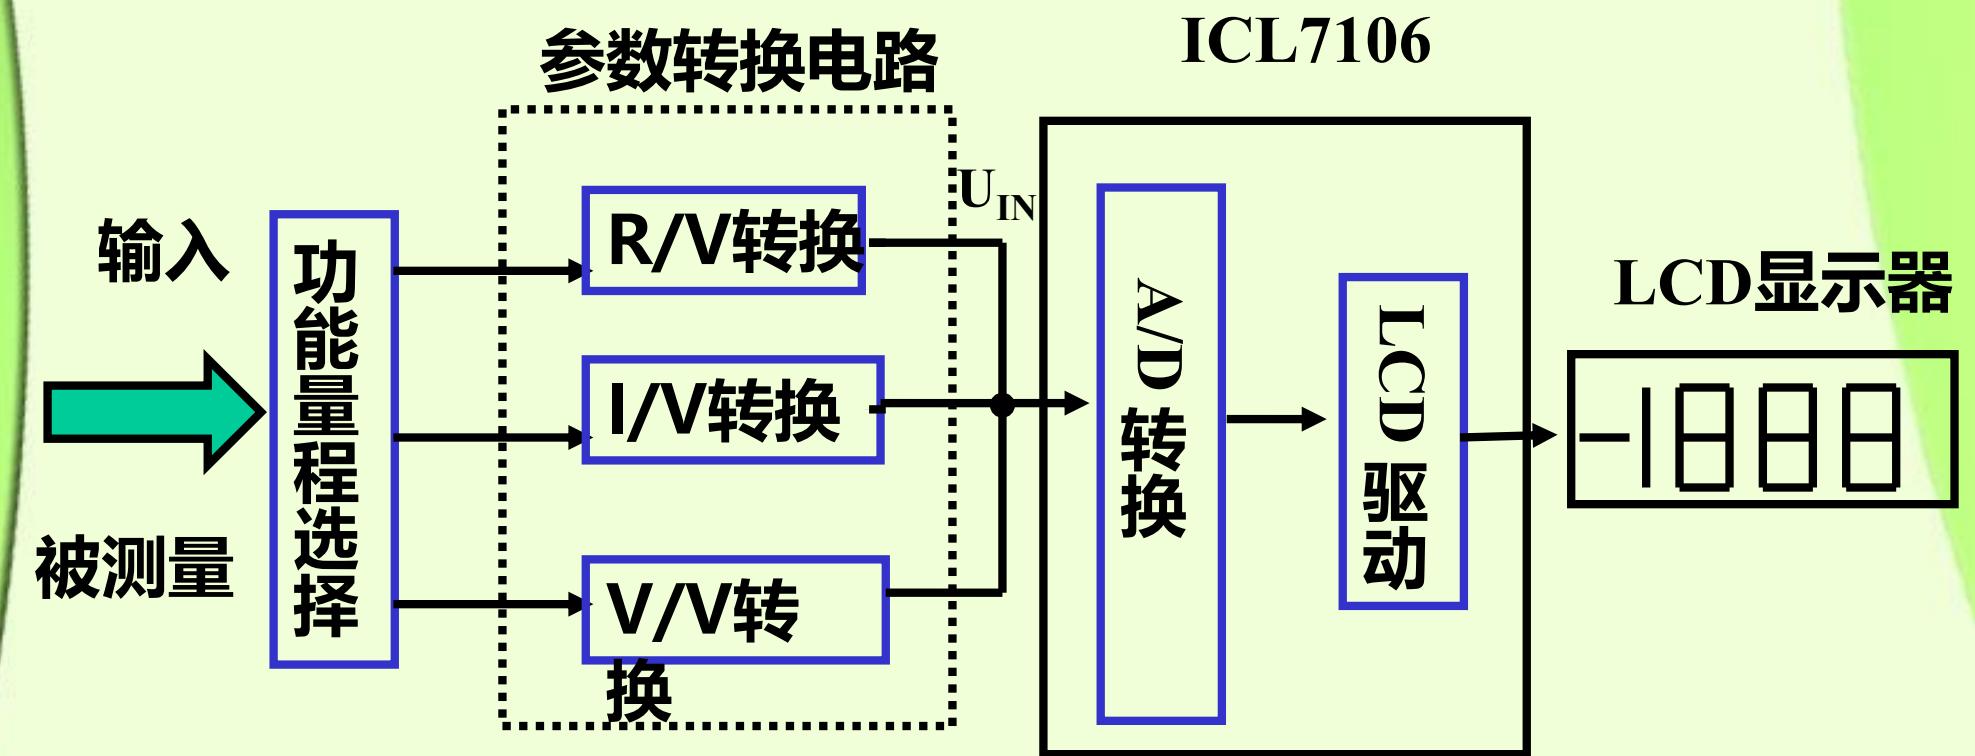 参数转换电路
ICL7106
输入
被测量
功能量程选择
R/V转换
I/V转换
V/V转
换
UIN
A/D转换
LCD驱动
LCD显示器
-1888